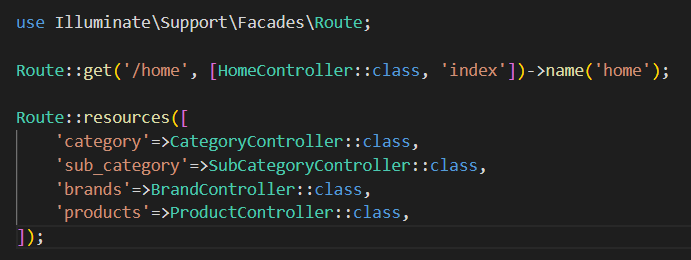 use Illuminate\Support\Facades\Route;
Route::get('/home', [HomeController::class, 'index'])->name('home');
Route::resources([
'category'=>CategoryController::class,
'sub_category'=>SubCategoryController::class,
'brands'=>BrandController::class,
'products'=>ProductController::class,
]);